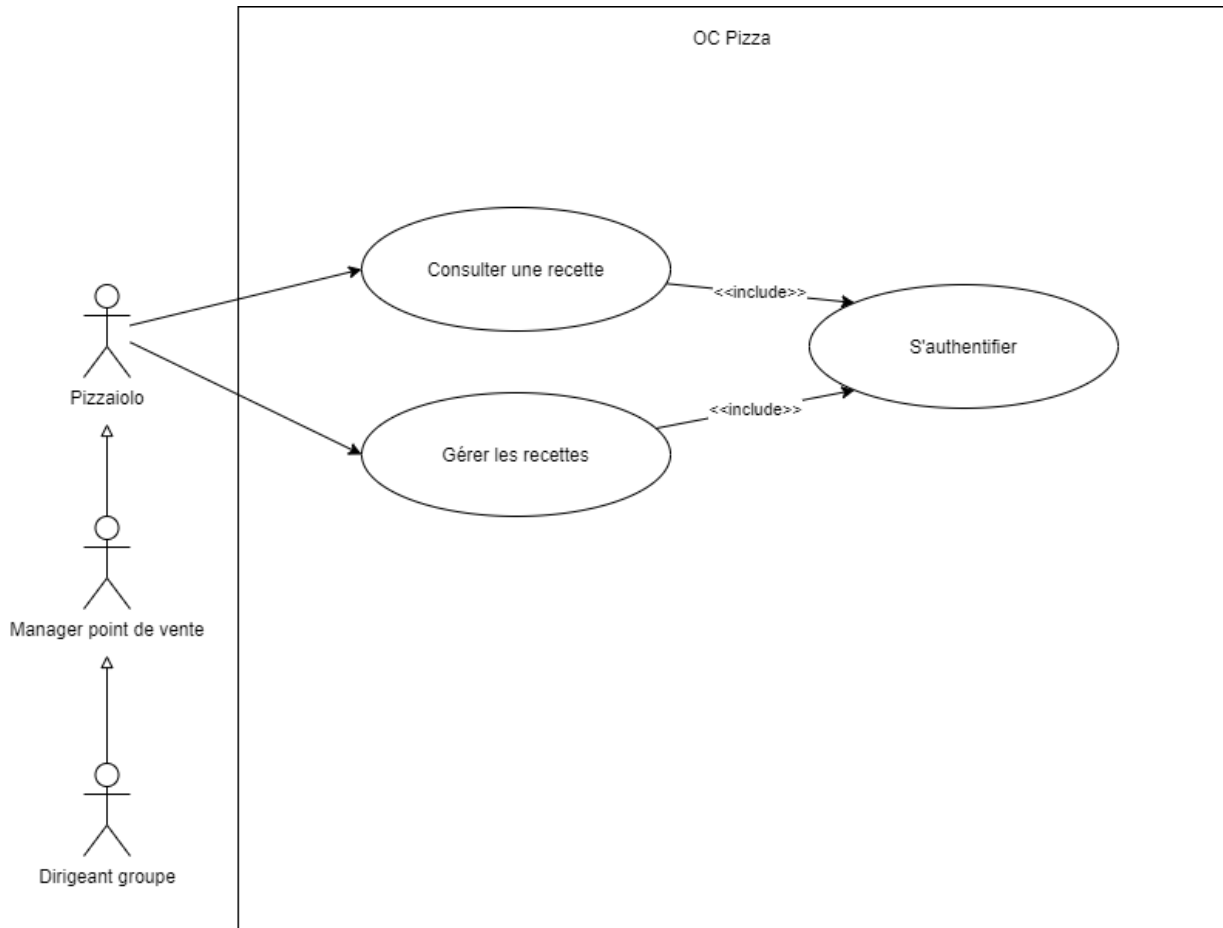 OC Pizza
Consulter une recette
<<include>>
S'authentifier
Pizzaiolo
<<include>>
Gérer les recettes
Manager point de vente
Dirigeant groupe